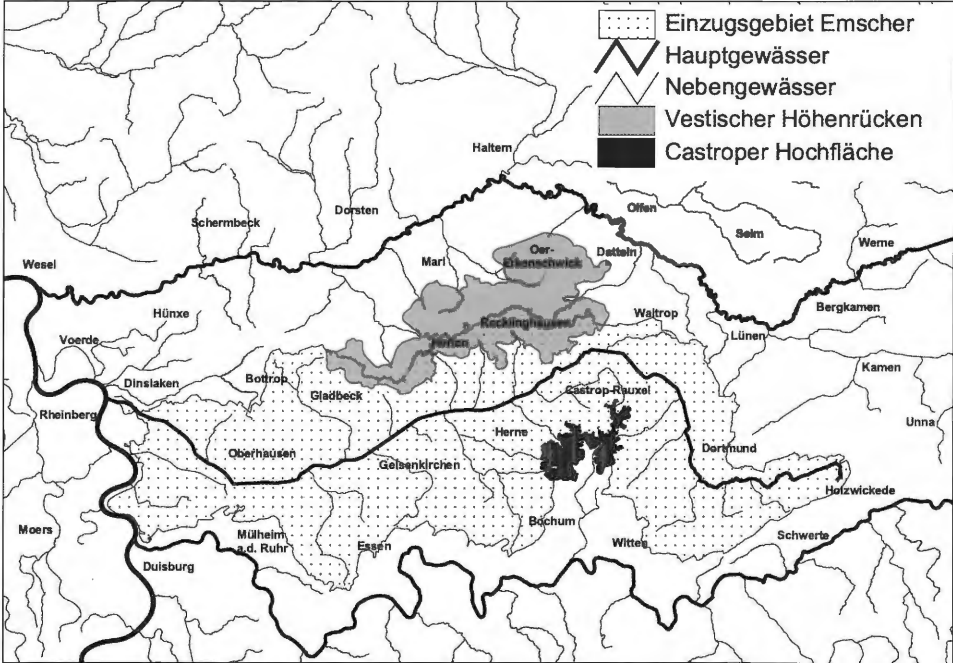 Einzugsgebiet Emscher
Hauptgewässer
Nebengewässer
Vestischer Höhenrücken
Castroper Hochfläche
Haltern
Dorsten
Olfen
Schermbeck
Selm
Werne
Oer-
Erkenschwick
Datteln
Wesel
Marl
Bergkamen
Hünxe
Waltrop
Recklinghausen
Lünen
Voerde
Herten
Kamen
Dinslaken
Bottrop
Gladbeck
Castrop-Rauxel
Rheinberg
Unna
Herne
Dortmund
Oberhausen
Gelsenkirchen
Holzwickede
Moers
Bochum
Mülheim
a.d. Ruhr
Essen
Witten
Schwerte
Duisburg